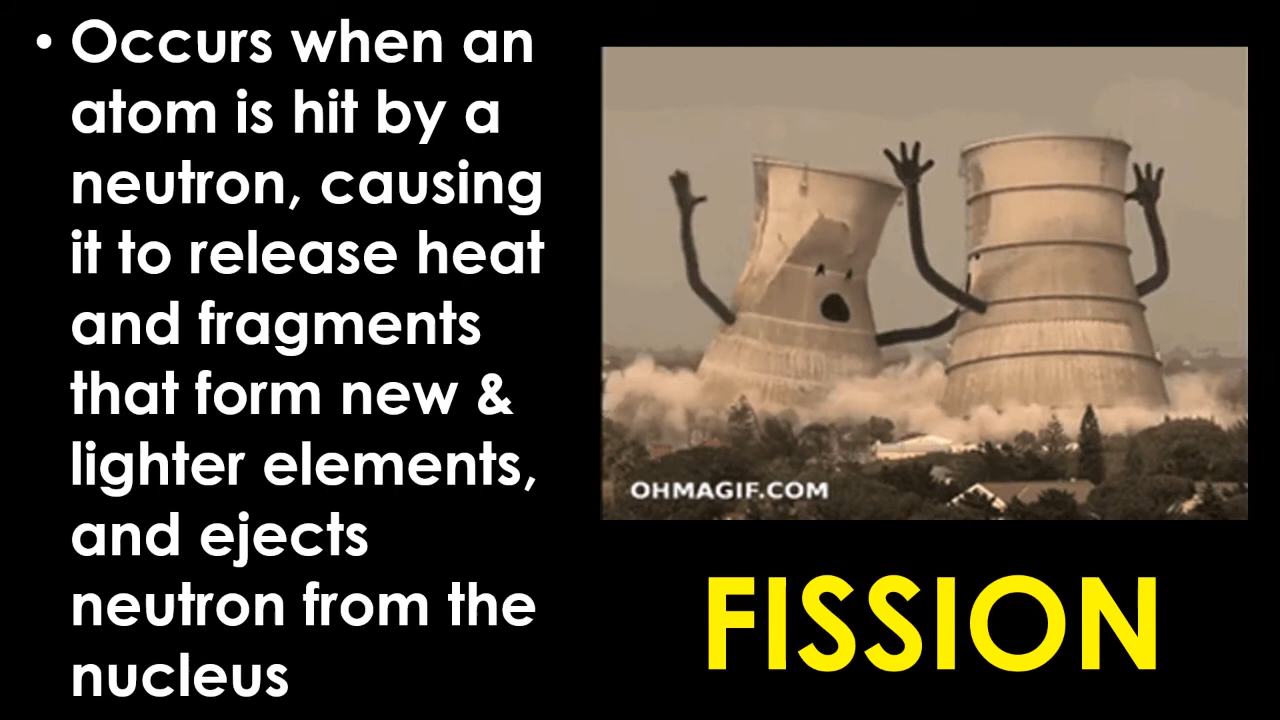 • Occurs when an
atom is hit by a
neutron, causing
it to release heat
and fragments
that form new &
lighter elements,
and ejects
neutron from the
nucleus
OHMAGIF.COM
FISSION